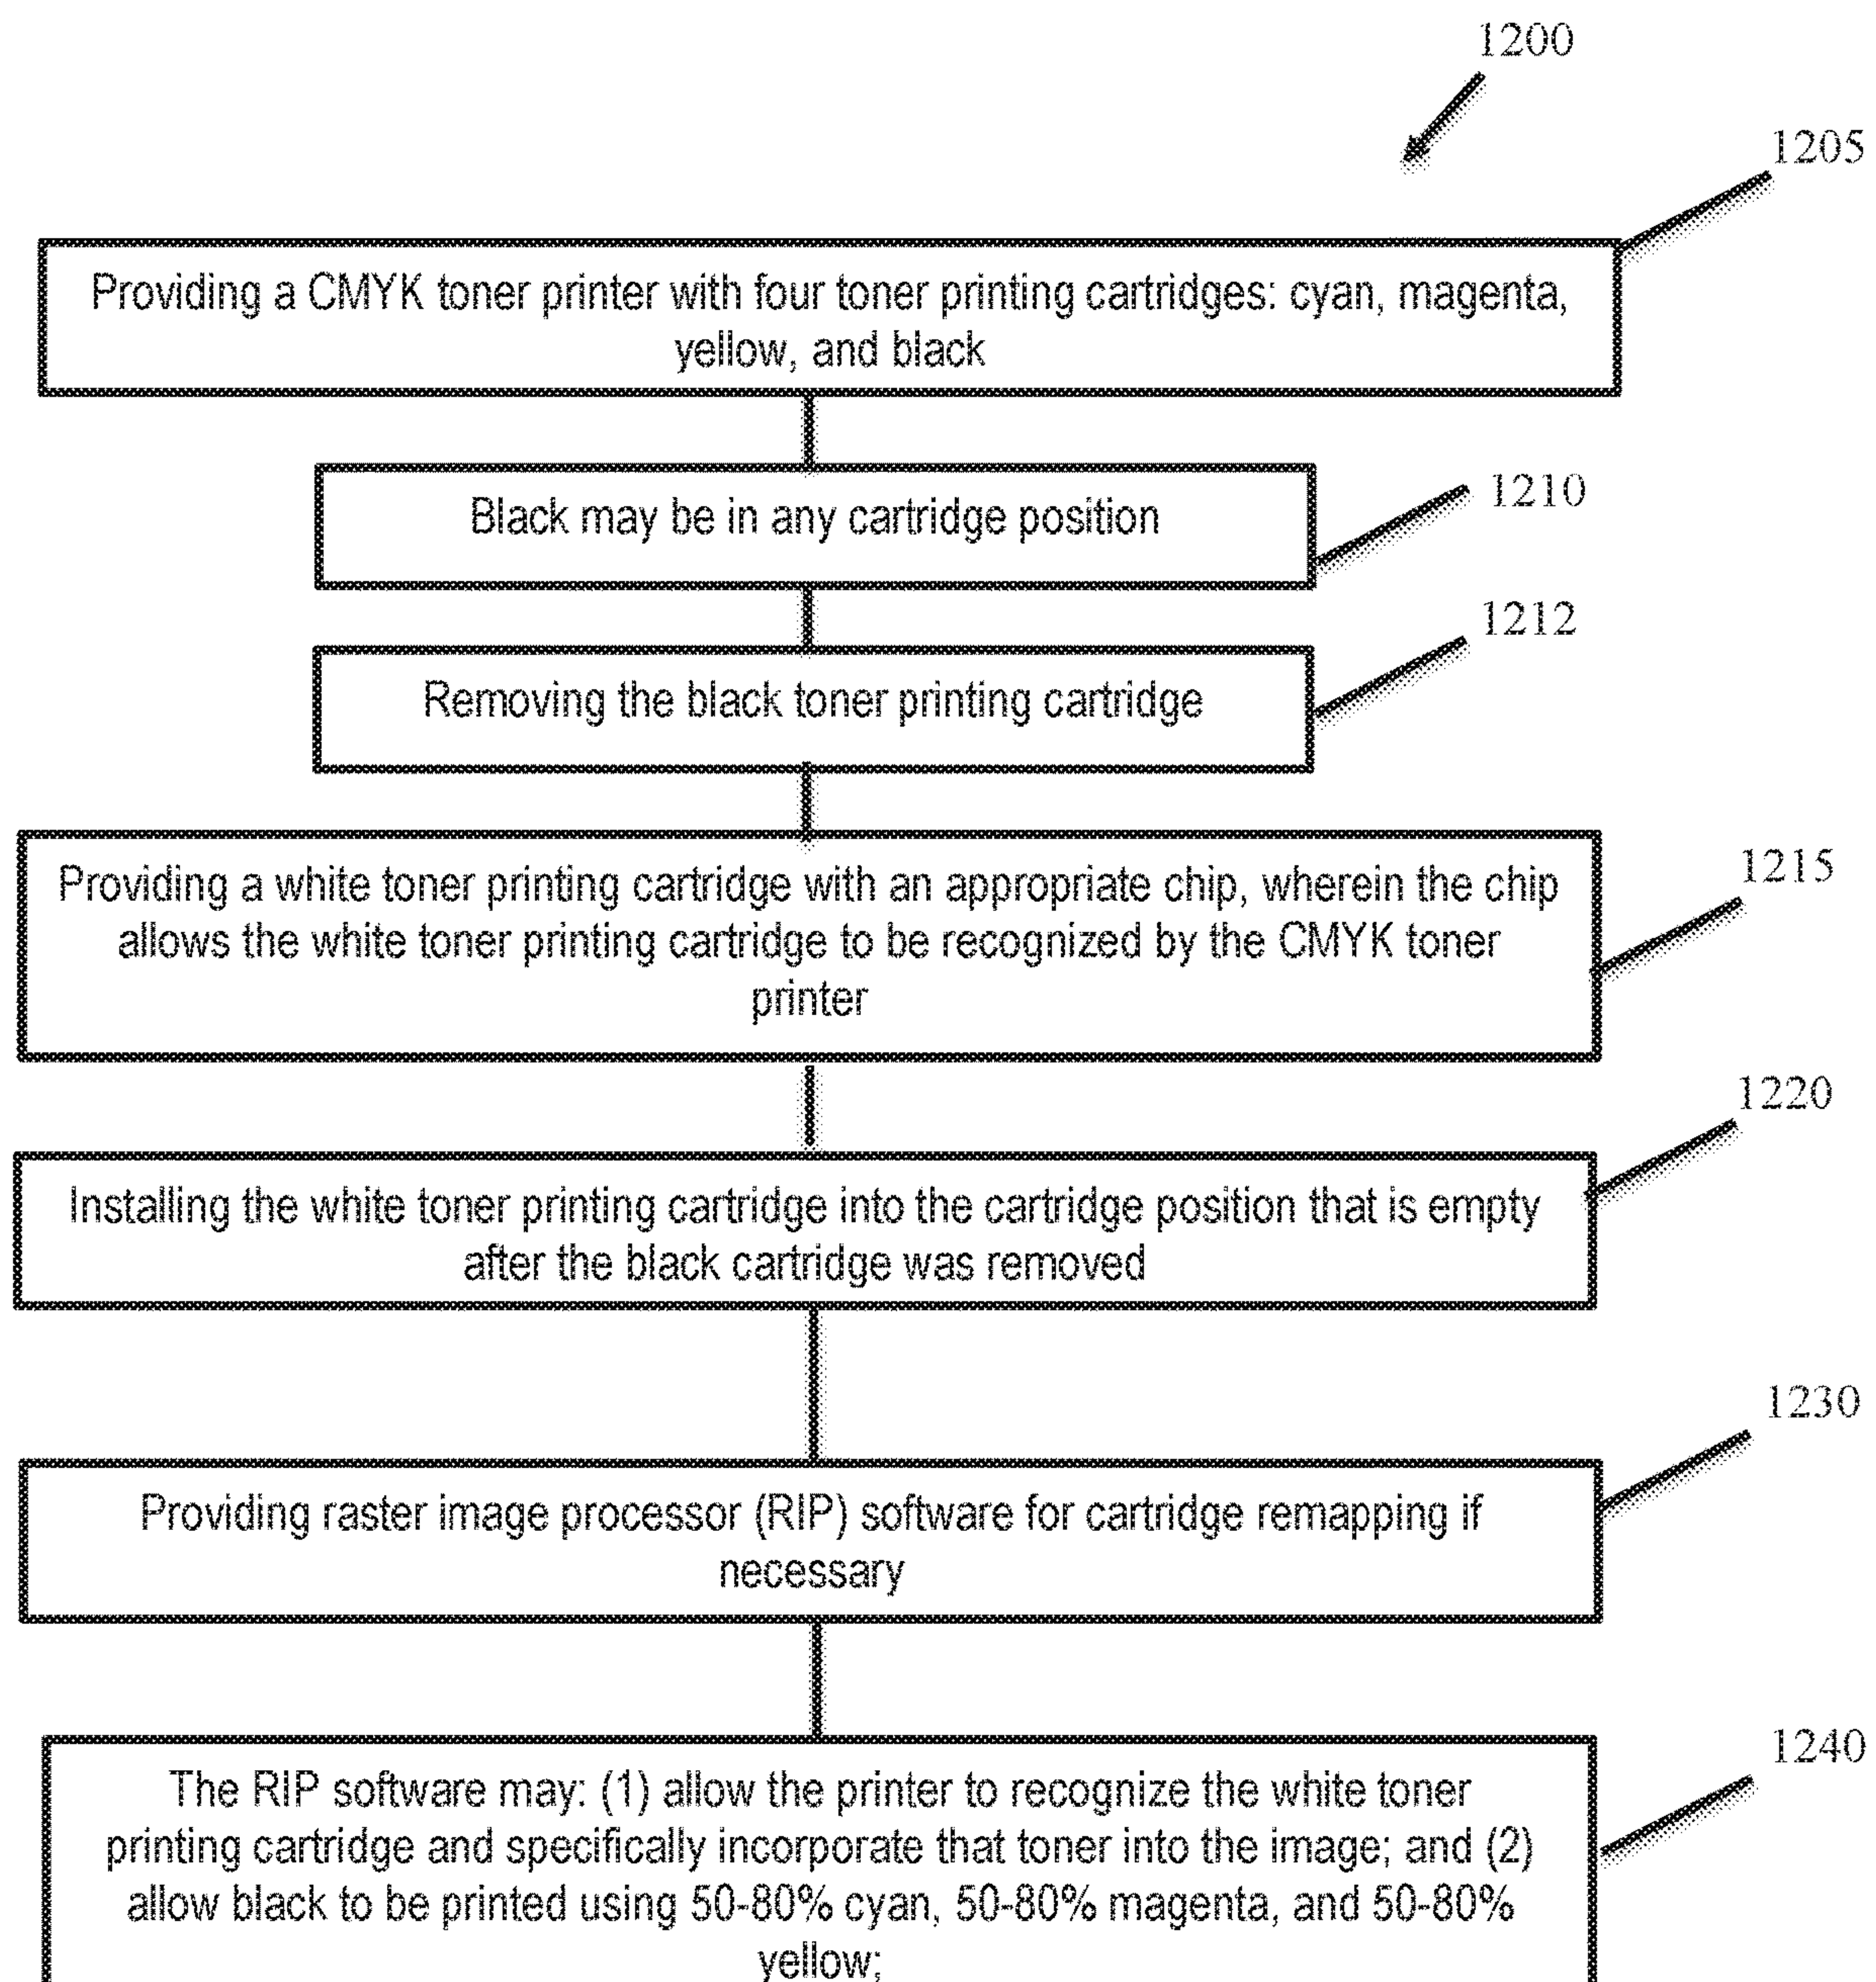 1200
1205
Providing a CMYK toner printer with four toner printing cartridges: cyan, magenta,
yellow, and black
1210
Black may be in any cartridge position
1212
Removing the black toner printing cartridge
1215
Providing a white toner printing cartridge with an appropriate chip, wherein the chip
allows the white toner printing cartridge to be recognized by the CMYK toner
printer
1220
Installing the white toner printing cartridge into the cartridge position that is empty
after the black cartridge was removed
1230
Providing raster image processor (RIP) software for cartridge remapping if
necessary
1240
The RIP software may: (1) allow the printer to recognize the white toner
printing cartridge and specifically incorporate that toner into the image; and (2)
allow black to be printed using 50-80% cyan, 50-80% magenta, and 50-80%
yellow;